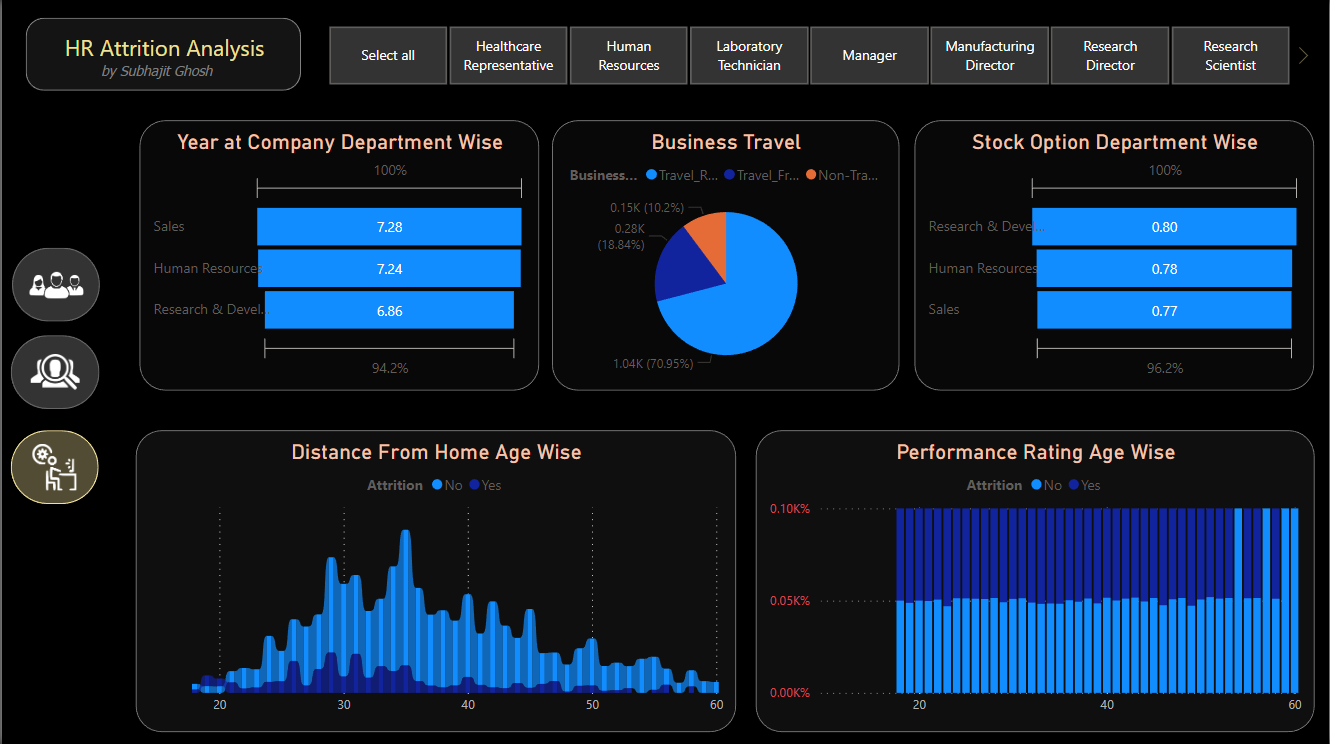 HR Attrition Analysis
by Subhajit Ghosh
Select all
Healthcare
Representative
Human
Resources
Laboratory
Technician
Manager
Manufacturing
Director
Research
Director
Research
Scientist
Year at Company Department Wise
100%
Sales
7.28
Human Resources
7.24
Research & Devel...
6.86
94.2%
Business Travel
Business... Travel_R... Travel_Fr... Non-Tra...
0.15K (10.2%)
0.28K
(18.84%)
1.04K (70.95%)
Stock Option Department Wise
100%
Research & Deve...
0.80
Human Resources
0.78
Sales
0.77
96.2%
Distance From Home Age Wise
Attrition No Yes
20 30 40 50 60
Performance Rating Age Wise
Attrition No Yes
0.10K%
0.05K%
0.00K%
20 40 60